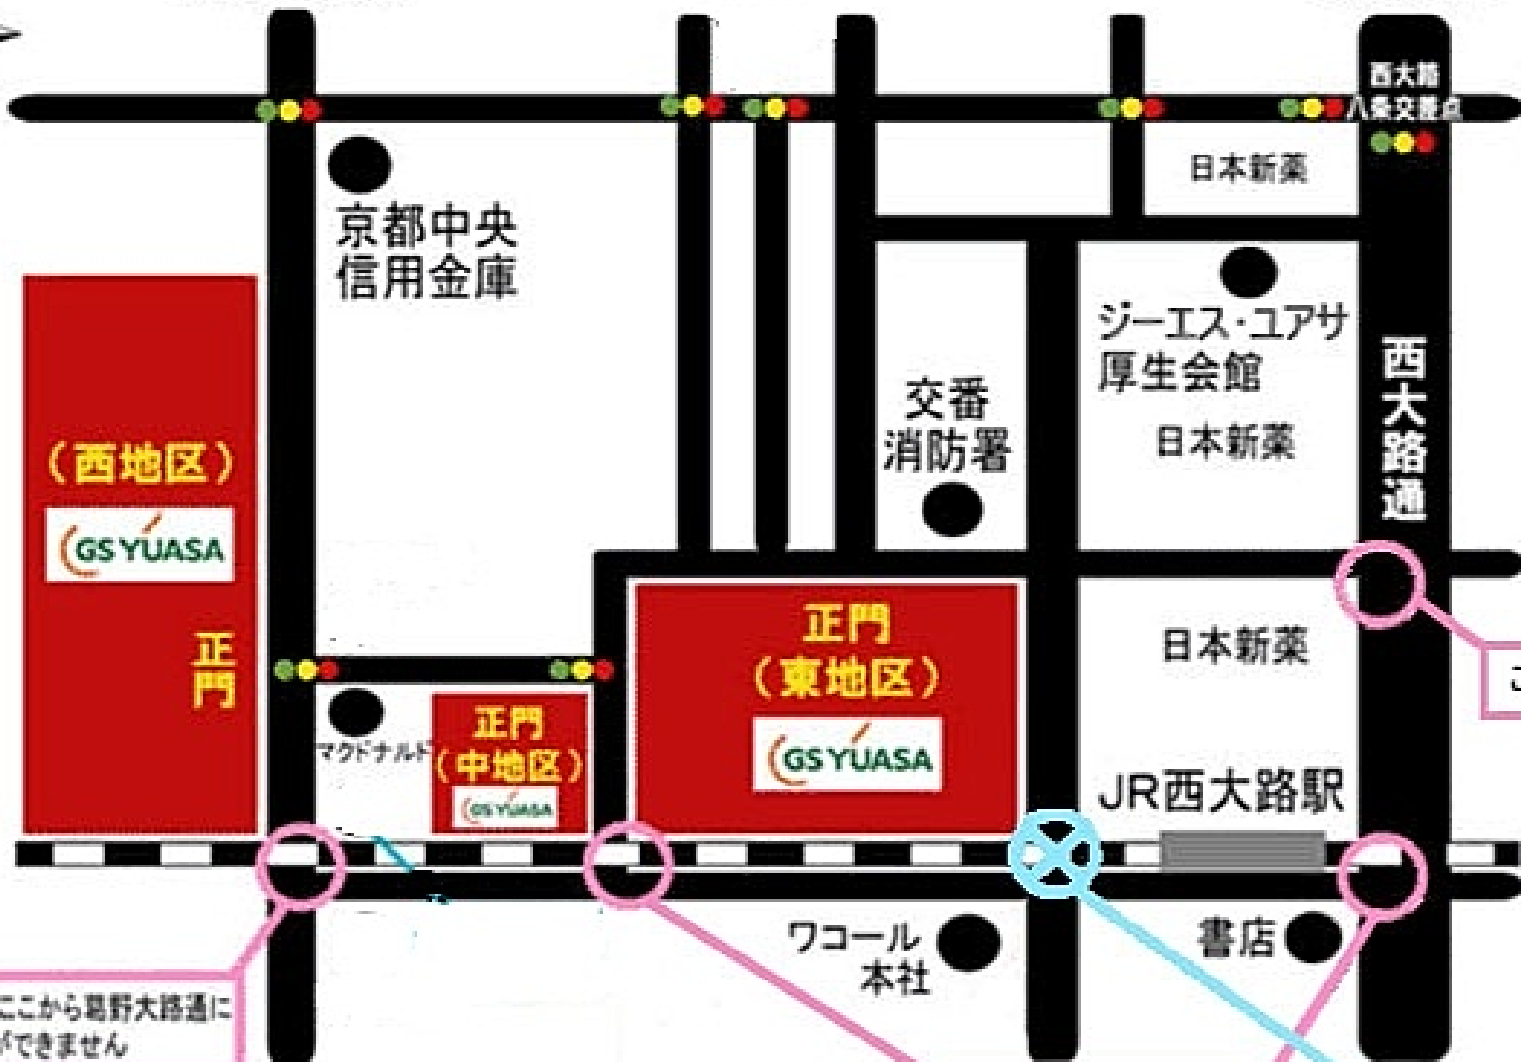 西大路
八条交差点
日本新薬
京都中央
信用金庫
ジーエス・ユアサ
厚生会館
交番
消防署
日本新薬
西大路通
（西地区）
GS YUASA
正門
正門
（東地区）
GS YUASA
日本新薬
マクドナルド
正門
（中地区）
GS YUASA
JR西大路駅
ワコール
本社
書店
ここから葛野大路通に
ができません